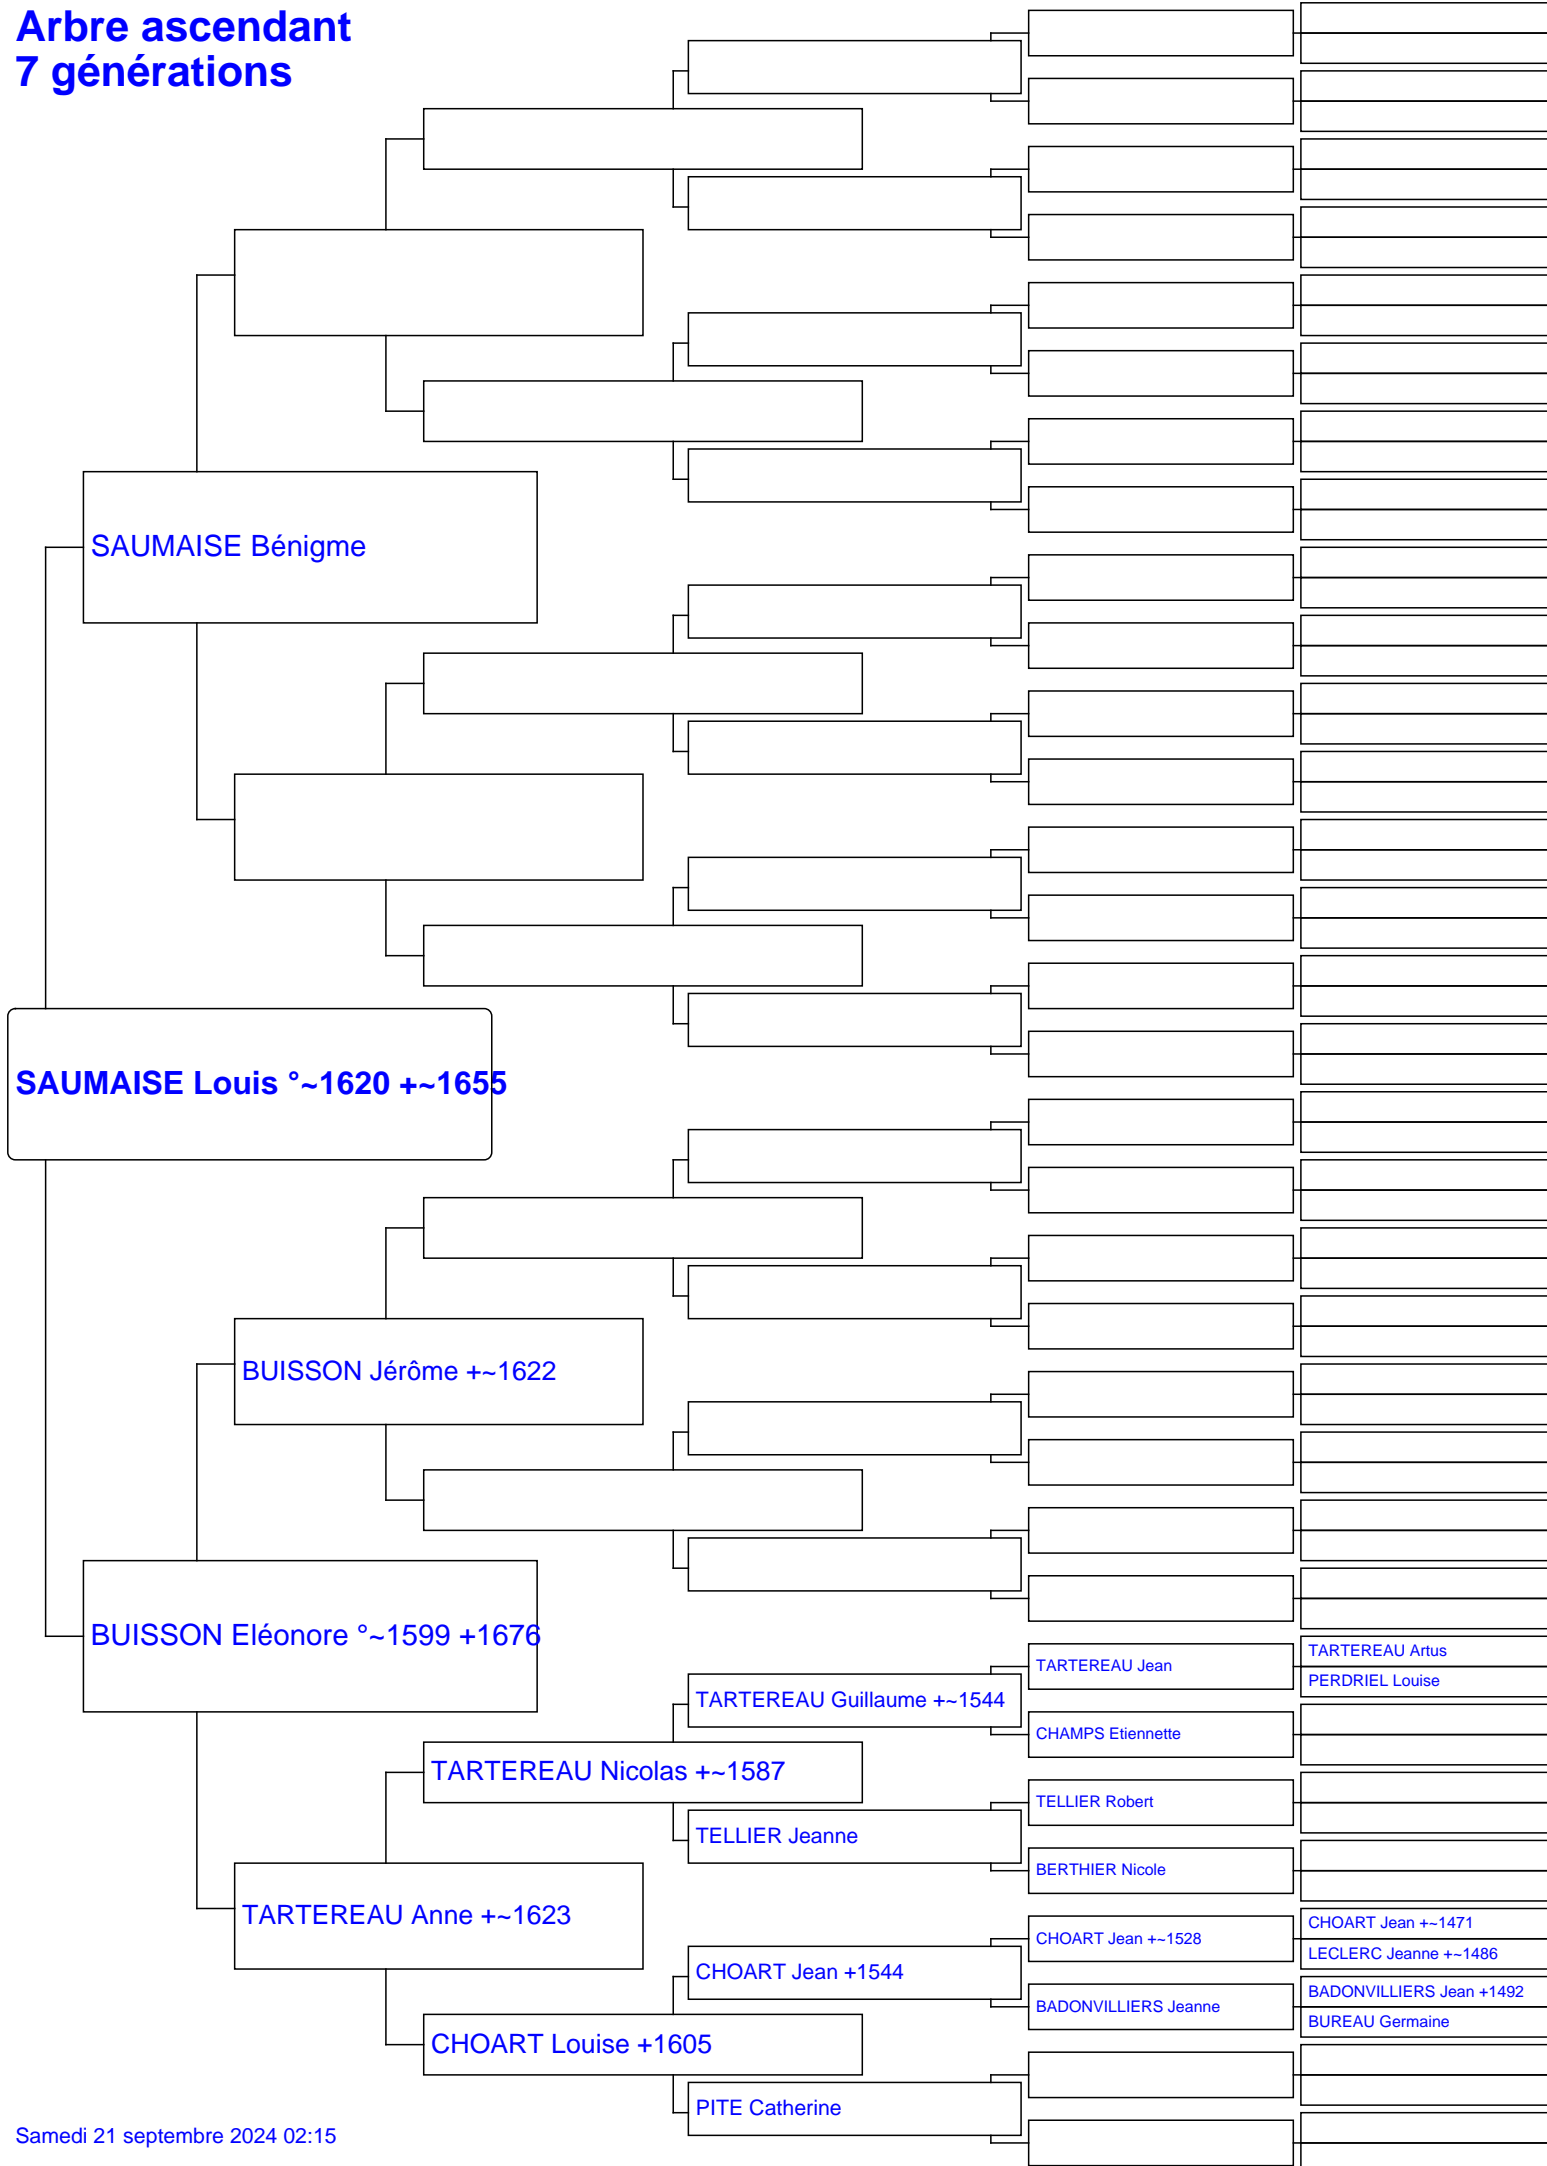 Arbre ascendant
7 générations
SAUMAISE Bénigme
SAUMAISE Louis °~1620 +~1655
BUISSON Jérôme +~1622
BUISSON Eléonore °~1599 +1676
TARTEREAU Artus
TARTEREAU Jean
PERDRIEL Louise
TARTEREAU Guillaume +~1544
CHAMPS Etiennette
TARTEREAU Nicolas +~1587
TELLIER Robert
TELLIER Jeanne
BERTHIER Nicole
TARTEREAU Anne +~1623
CHOART Jean +~1471
CHOART Jean +~1528
LECLERC Jeanne +~1486
CHOART Jean +1544
BADONVILLIERS Jean +1492
BADONVILLIERS Jeanne
BUREAU Germaine
CHOART Louise +1605
PITE Catherine
Samedi 21 septembre 2024 02:15